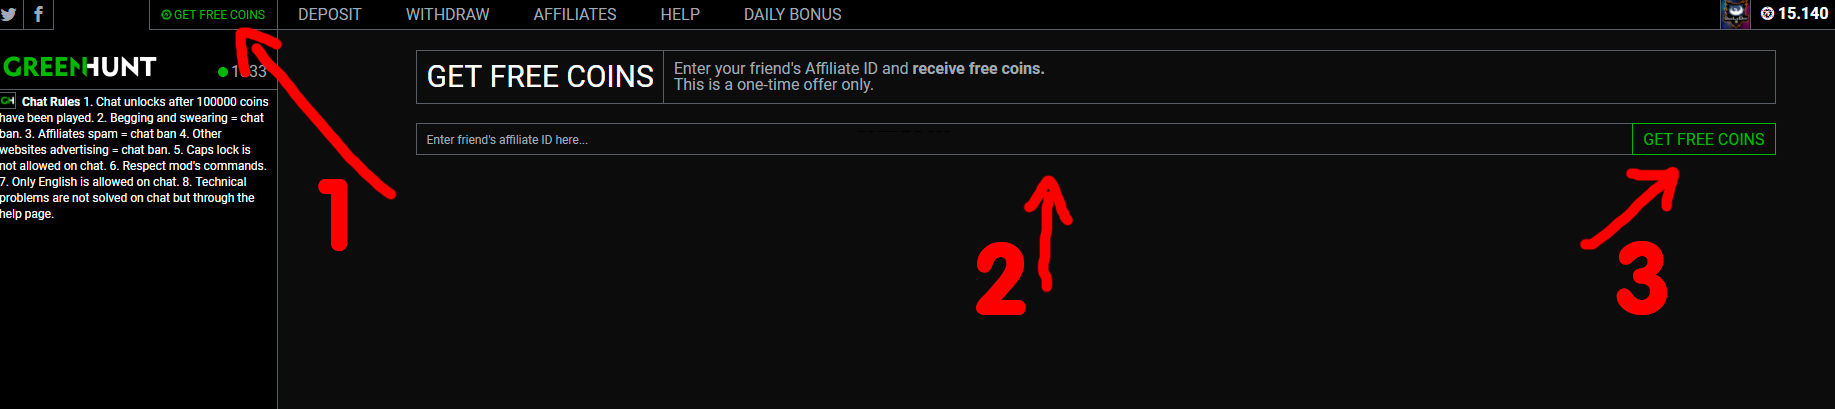 GET FREE COINS
DEPOSIT
WITHDRAW
AFFILIATES
HELP
DAILY BONUS
15.140
GREENHUNT
GH Chat Rules 1. Chat unlocks after 100000 coins
have been played. 2. Begging and swearing = chat
ban. 3. Affiliates spam = chat ban 4. Other
websites advertising = chat ban. 5. Caps lock is
not allowed on chat. 6. Respect mod's commands.
7. Only English is allowed on chat. 8. Technical
problems are not solved on chat but through the
help page.
GET FREE COINS
Enter your friend's Affiliate ID and receive free coins.
This is a one-time offer only.
Enter friend's affiliate ID here...
GET FREE COINS
1
2
3